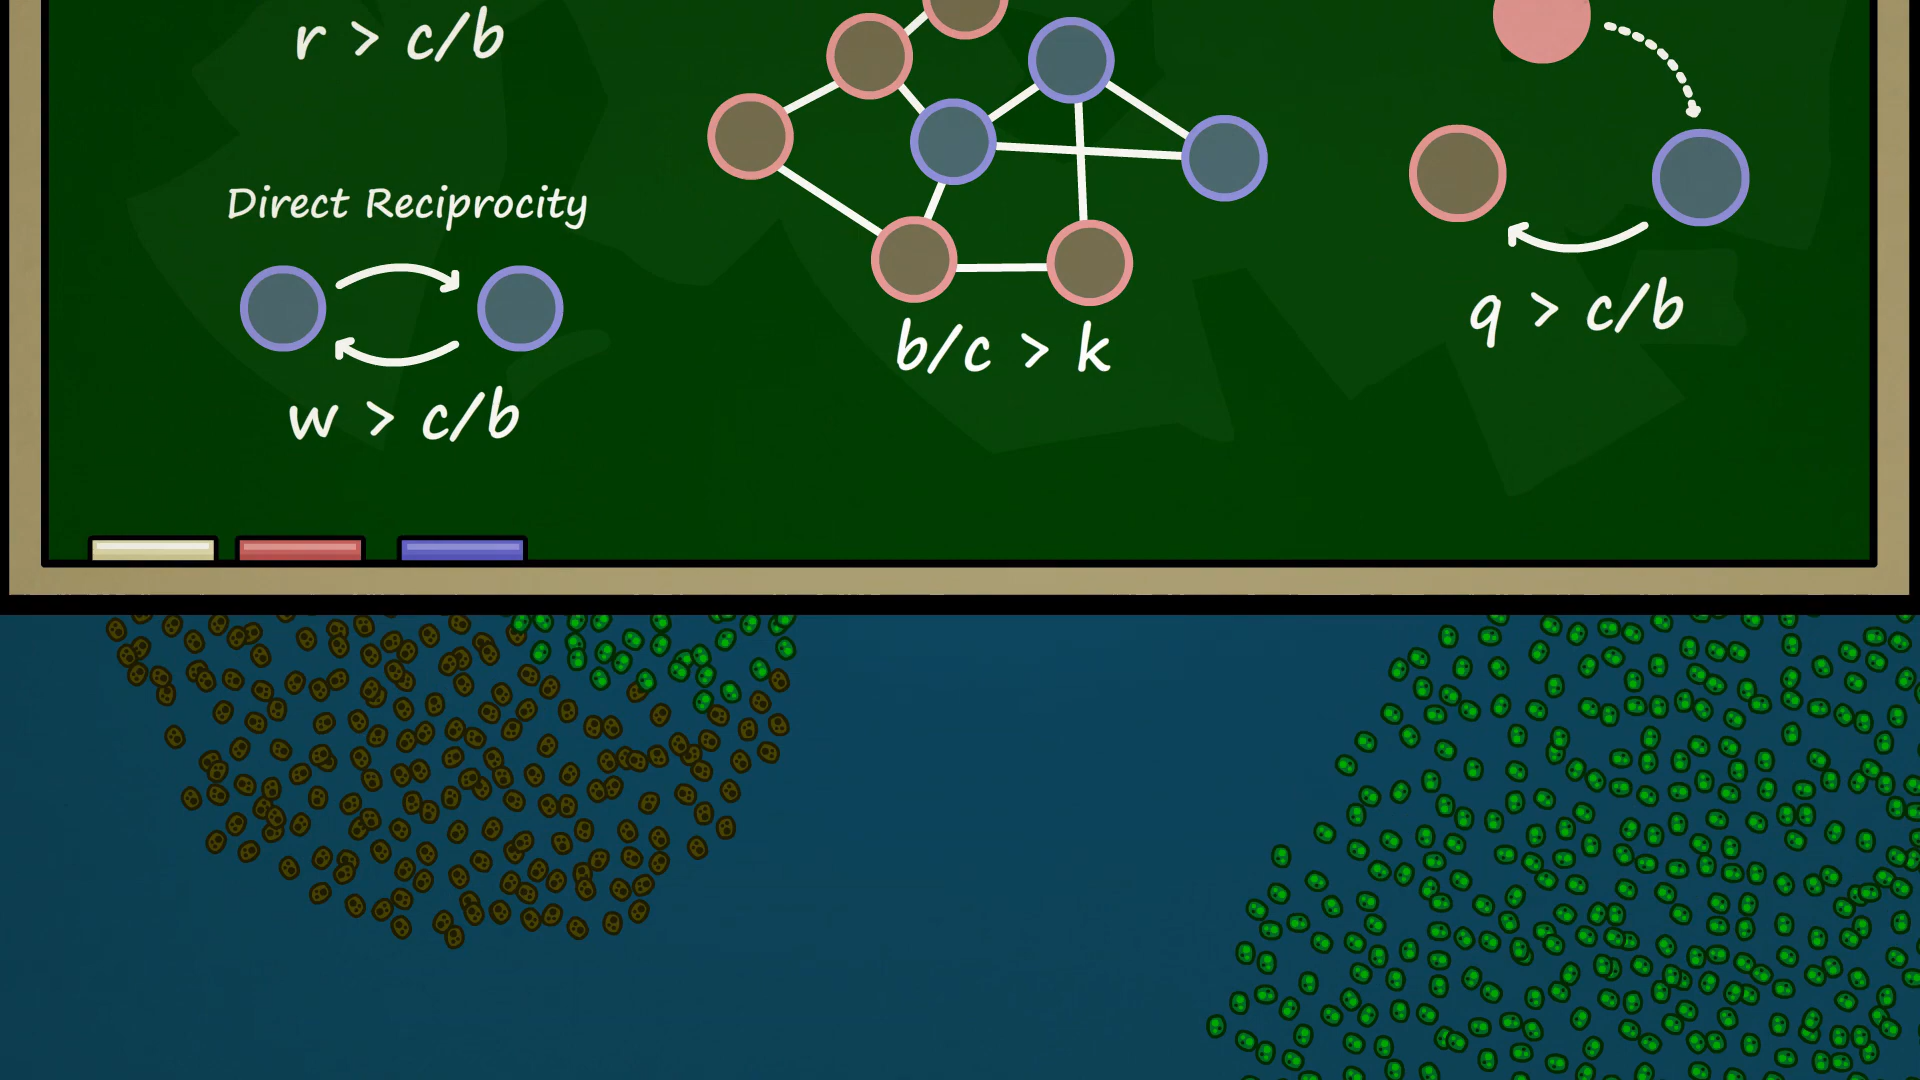 r > c/b
Direct Reciprocity
w > c/b
b/c > k
q > c/b